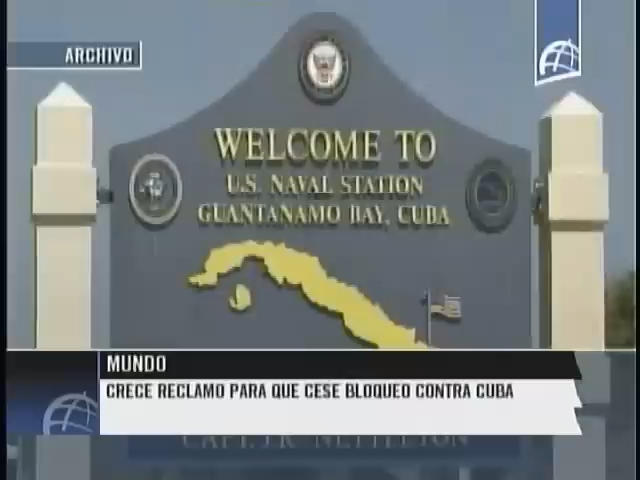 ARCHIVO
WELCOME TO
U.S. NAVAL STATION
GUANTANAMO BAY, CUBA
MUNDO
CRECE RECLAMO PARA QUE CESE BLOQUEO CONTRA CUBA